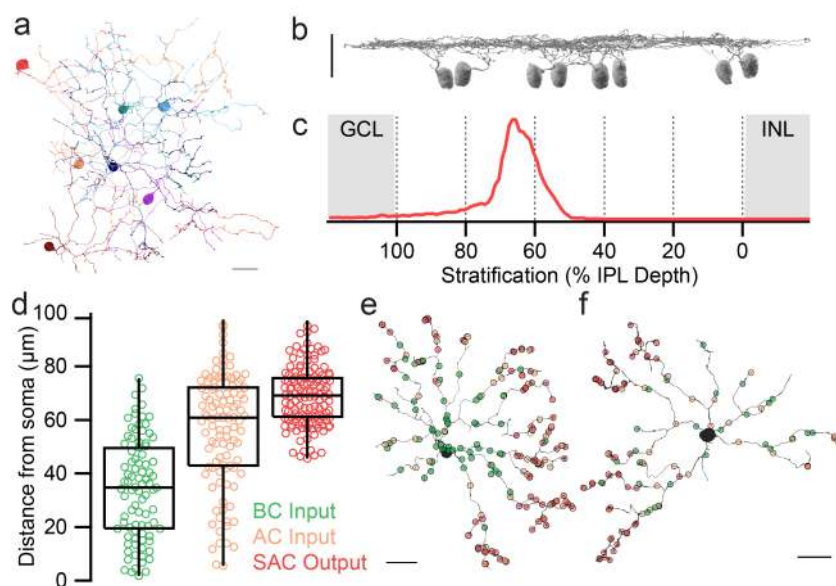 a
b
c
GCL
INL
100 80 60 40 20 0
Stratification (% IPL Depth)
d
e
f
Distance from soma (μm)
100
80
60
40
20
0
BC Input
AC Input
SAC Output